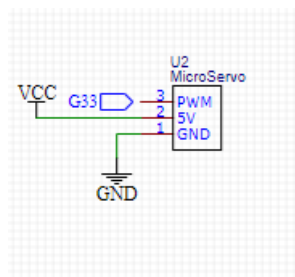 U2
MicroServo
VCC
G33
3 PWM
2 5V
1 GND
GND